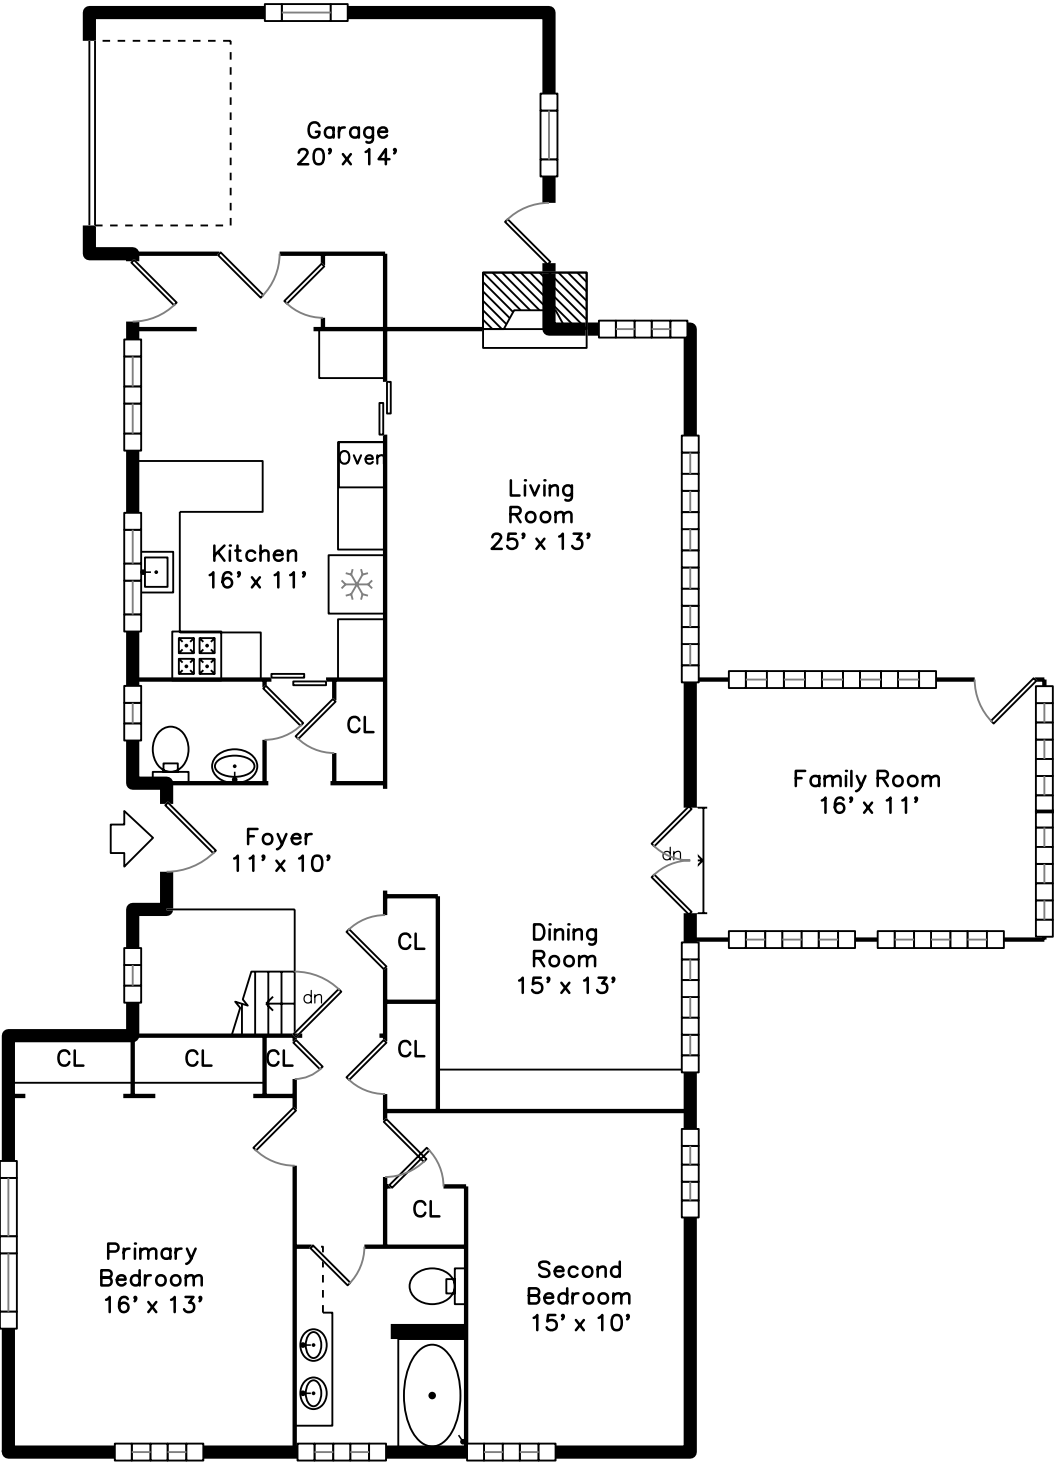 Garage
20' x 14'
Oven
Living
Room
25' x 13'
Kitchen
16' x 11'
CL
Family Room
16' x 11'
Foyer
11' x 10'
dn
CL
Dining
Room
15' x 13'
dn
CL
CL
CL
CL
CL
Primary
Bedroom
16' x 13'
Second
Bedroom
15' x 10'